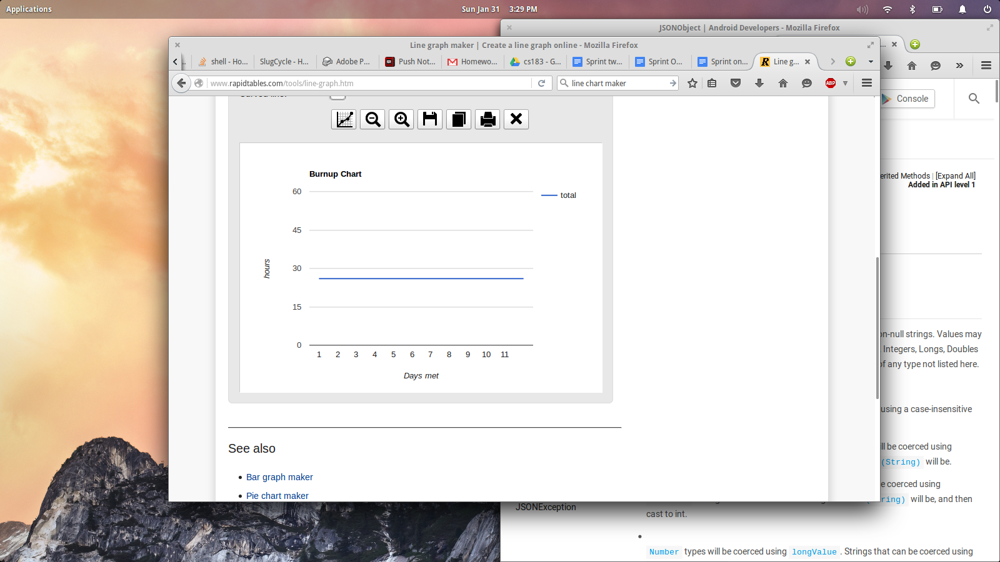 Applications
Sun Jan 31 3:29 PM
JSONObject | Android Developers - Mozilla Firefox
Line graph maker | Create a line graph online - Mozilla Firefox
shell - Ho...
SlugCycle - H...
Adobe P...
Push Not...
Homewo...
cs183 - G...
Sprint tw...
Sprint O...
Sprint on...
Line g...
www.rapidtables.com/tools/line-graph.htm
line chart maker
ABP
Console
Burnup Chart
60
45
30
15
0
hours
total
1 2 3 4 5 6 7 8 9 10 11
Days met
See also
Bar graph maker
Pie chart maker
erited Methods | [Expand All]
Added in API level 1
on-null strings. Values may
Integers, Longs, Doubles
of any type not listed here.
using a case-insensitive
ll be coerced using
(String) will be.
e coerced using
ring) will be, and then
cast to int.
JSONException
Number types will be coerced using longValue. Strings that can be coerced using